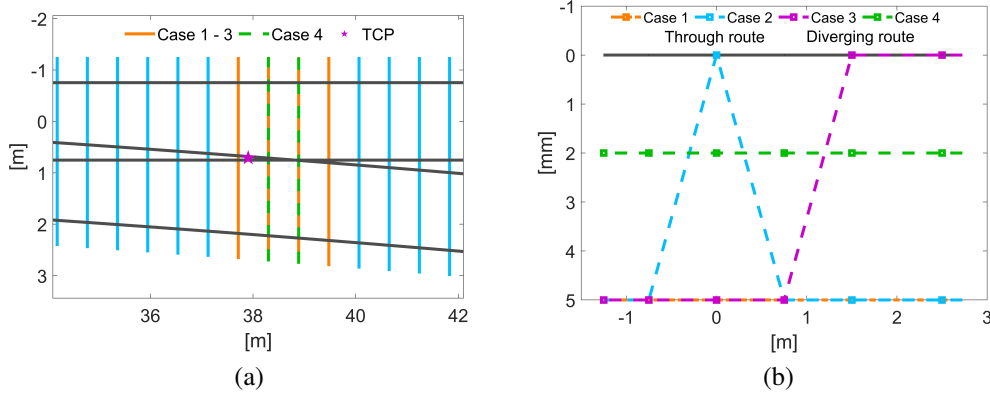 Case 1 - 3 Case 4 TCP
-2
-1
0
1
2
3
[m]
36 38 40 42
[m]
(a)
Case 1 Case 2 Case 3 Case 4
Through route Diverging route
-1
0
1
2
3
4
5
[mm]
-1 0 1 2 3
[m]
(b)